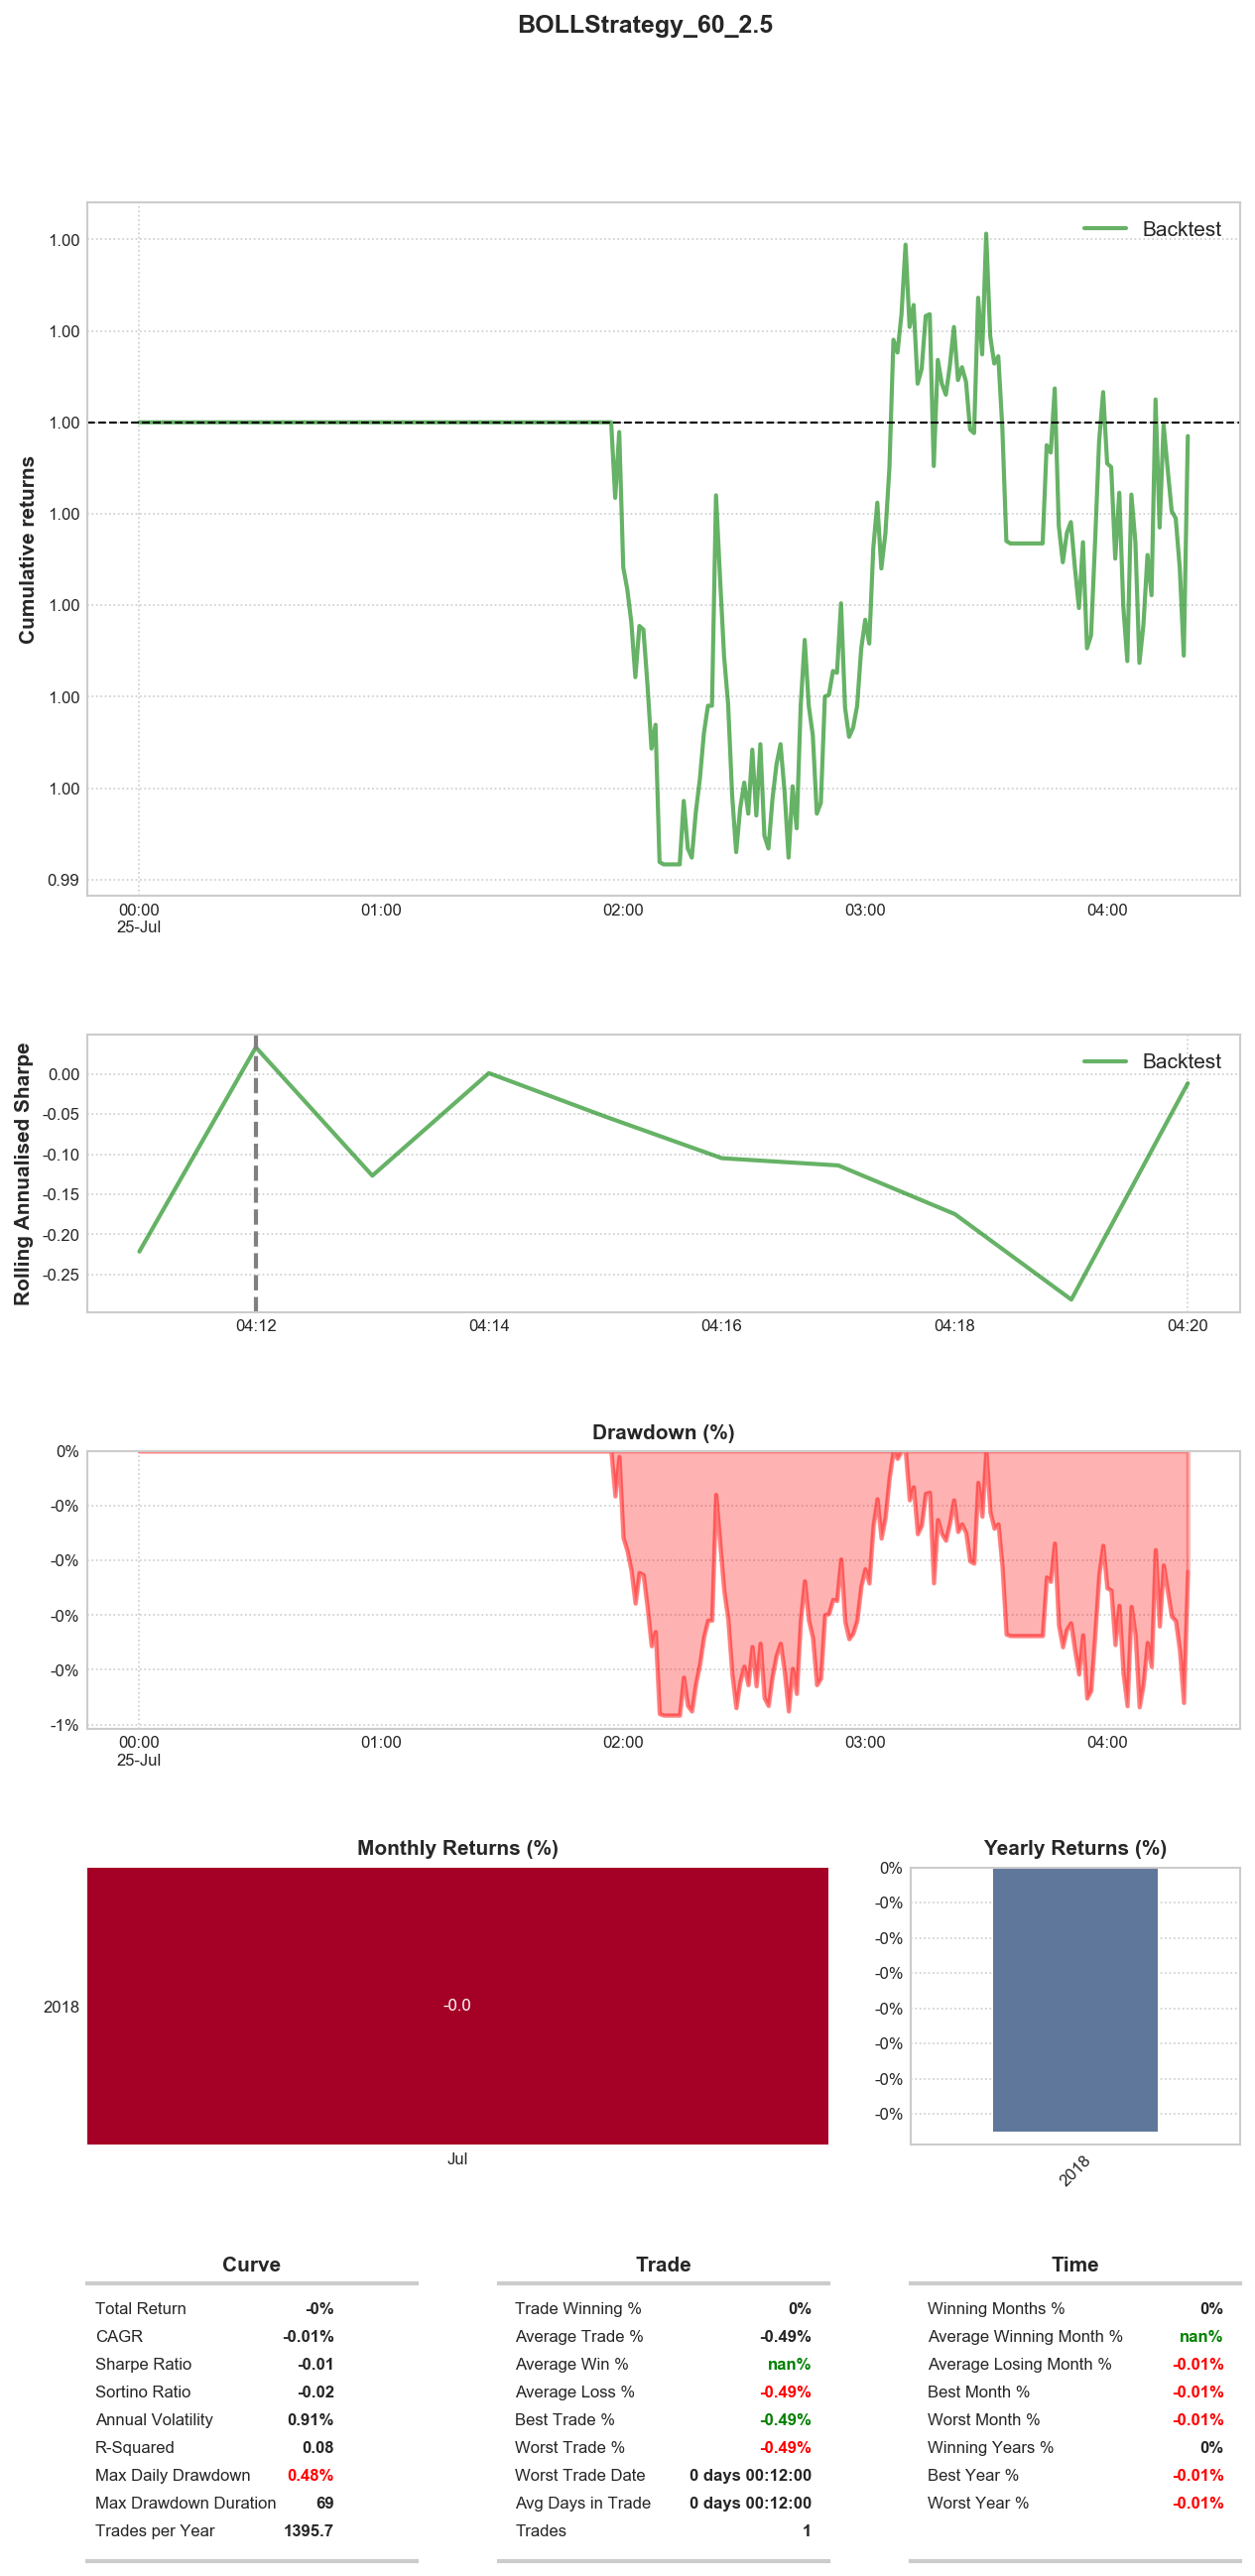 BOLLStrategy_60_2.5
Backtest
Cumulative returns
1.00
1.00
1.00
1.00
1.00
1.00
1.00
0.99
00:00 01:00 02:00 03:00 04:00
25-Jul
Backtest
Rolling Annualised Sharpe
0.00
-0.05
-0.10
-0.15
-0.20
-0.25
04:12 04:14 04:16 04:18 04:20
Drawdown (%)
0%
-0%
-0%
-0%
-0%
-1%
00:00 01:00 02:00 03:00 04:00
25-Jul
Monthly Returns (%)
2018
-0.0
Jul
Yearly Returns (%)
0%
-0%
-0%
-0%
-0%
-0%
-0%
-0%
2018
Curve
Total Return -0%
CAGR -0.01%
Sharpe Ratio -0.01
Sortino Ratio -0.02
Annual Volatility 0.91%
R-Squared 0.08
Max Daily Drawdown 0.48%
Max Drawdown Duration 69
Trades per Year 1395.7
Trade
Trade Winning % 0%
Average Trade % -0.49%
Average Win % nan%
Average Loss % -0.49%
Best Trade % -0.49%
Worst Trade % -0.49%
Worst Trade Date 0 days 00:12:00
Avg Days in Trade 0 days 00:12:00
Trades 1
Time
Winning Months % 0%
Average Winning Month % nan%
Average Losing Month % -0.01%
Best Month % -0.01%
Worst Month % -0.01%
Winning Years % 0%
Best Year % -0.01%
Worst Year % -0.01%